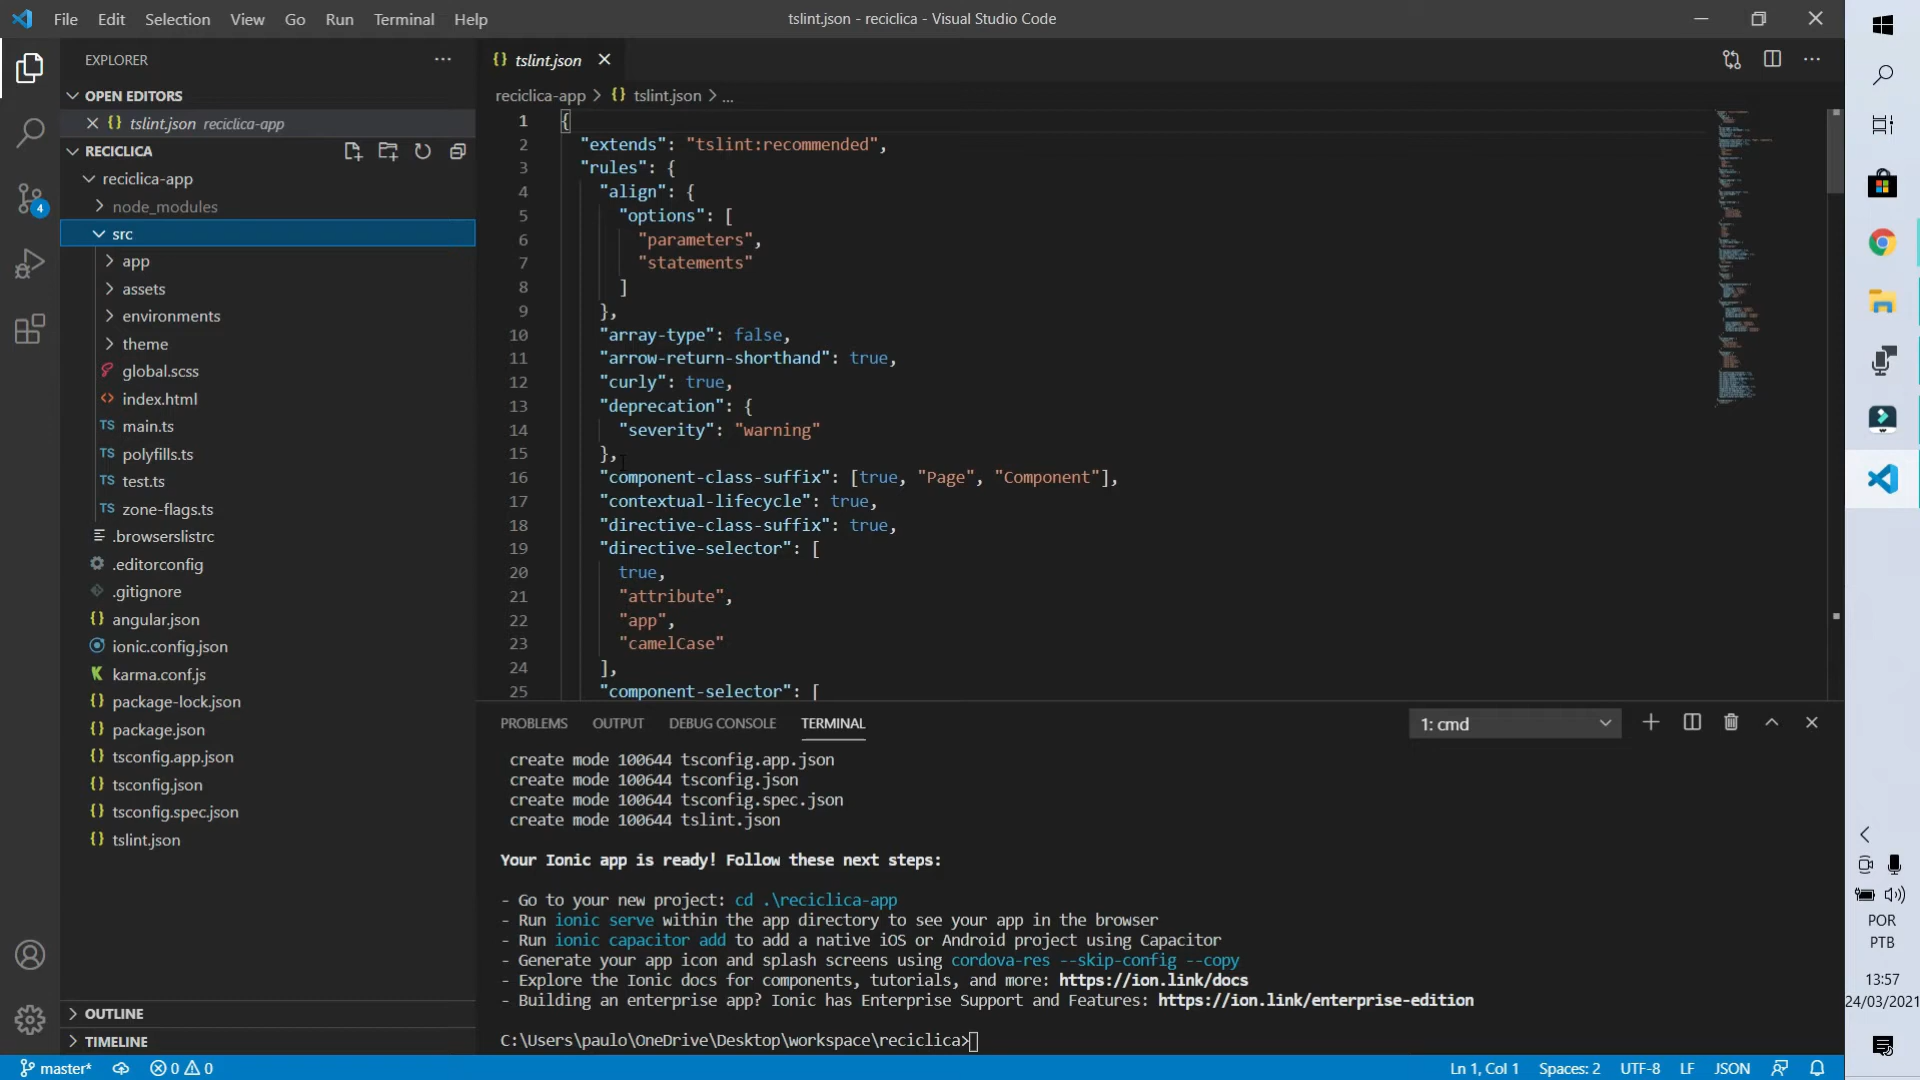 File Edit Selection View Go Run Terminal Help
tslint.json - reciclica - Visual Studio Code
EXPLORER
OPEN EDITORS
tslint.json reciclica-app
RECICLICA
reciclica-app
node_modules
src
app
assets
environments
theme
global.scss
index.html
TS main.ts
TS polyfills.ts
TS test.ts
TS zone-flags.ts
.browserslistrc
.editorconfig
.gitignore
{} angular.json
ionic.config.json
karma.conf.js
{} package-lock.json
{} package.json
{} tsconfig.app.json
{} tsconfig.json
{} tsconfig.spec.json
{} tslint.json
OUTLINE
TIMELINE
4
{} tslint.json
reciclica-app > {} tslint.json > ...
1 {
2 "extends": "tslint:recommended",
3 "rules": {
4 "align": {
5 "options": [
6 "parameters",
7 "statements"
8 ]
9 },
10 "array-type": false,
11 "arrow-return-shorthand": true,
12 "curly": true,
13 "deprecation": {
14 "severity": "warning"
15 },
16 "component-class-suffix": [true, "Page", "Component"],
17 "contextual-lifecycle": true,
18 "directive-class-suffix": true,
19 "directive-selector": [
20 true,
21 "attribute",
22 "app",
23 "camelCase"
24 ],
25 "component-selector": [
PROBLEMS OUTPUT DEBUG CONSOLE TERMINAL 1: cmd
create mode 100644 tsconfig.app.json
create mode 100644 tsconfig.json
create mode 100644 tsconfig.spec.json
create mode 100644 tslint.json
Your Ionic app is ready! Follow these next steps:
- Go to your new project: cd .\reciclica-app
- Run ionic serve within the app directory to see your app in the browser
- Run ionic capacitor add to add a native iOS or Android project using Capacitor
- Generate your app icon and splash screens using cordova-res --skip-config --copy
- Explore the Ionic docs for components, tutorials, and more: https://ion.link/docs
- Building an enterprise app? Ionic has Enterprise Support and Features: https://ion.link/enterprise-edition
C:\Users\paulo\OneDrive\Desktop\workspace\reciclica>
master* 0 0 Ln 1, Col 1 Spaces: 2 UTF-8 LF JSON
POR
PTB
13:57
24/03/2021